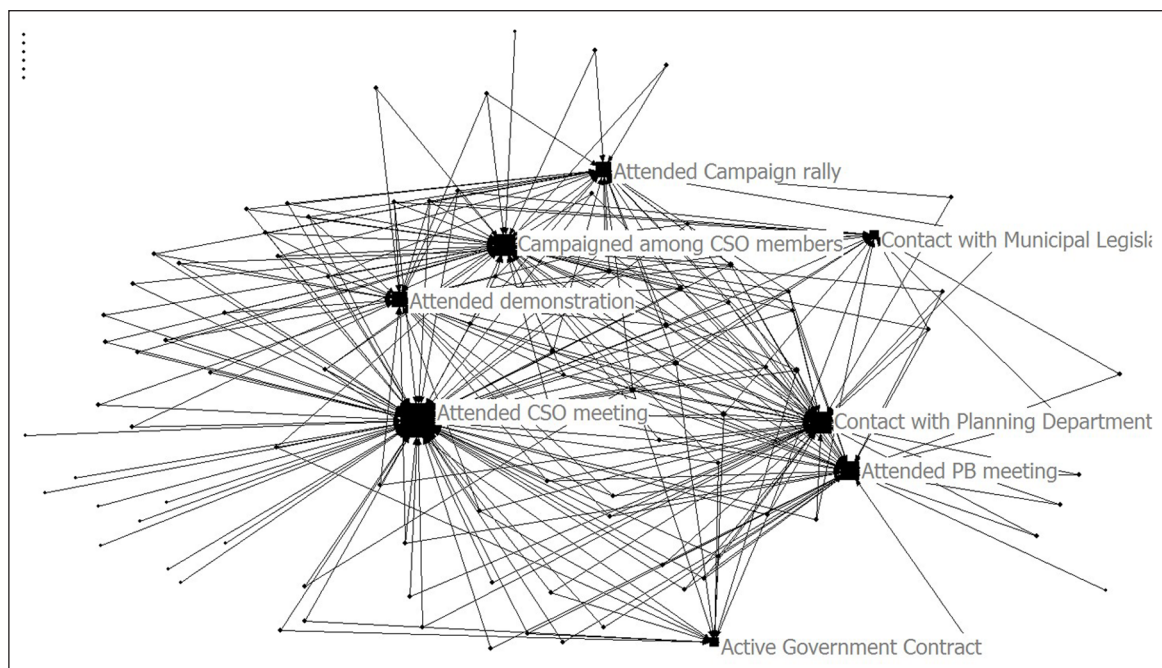 Attended Campaign rally
Campaigned among CSO members
Contact with Municipal Legisla
Attended demonstration
Attended CSO meeting
Contact with Planning Department
Attended PB meeting
Active Government Contract